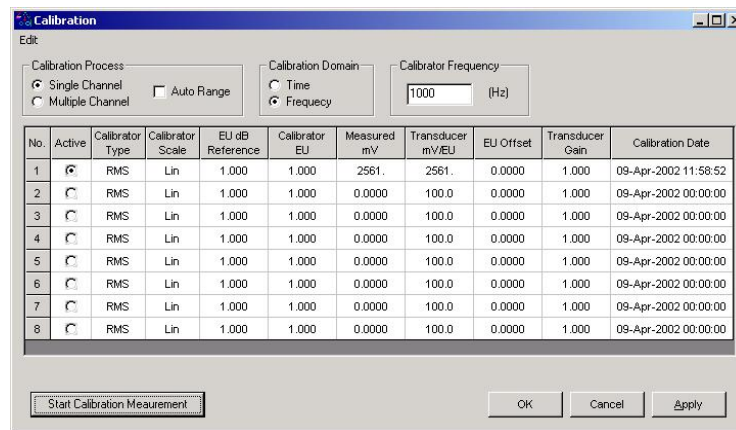 Calibration
Edit
Calibration Process
Single Channel
Multiple Channel
Auto Range
Calibration Domain
Time
Frequecy
Calibrator Frequency
1000 (Hz)
No. Active Calibrator Type Calibrator Scale EU dB Reference Calibrator EU Measured mV Transducer mV/EU EU Offset Transducer Gain Calibration Date
1 RMS Lin 1.000 1.000 2561. 2561. 0.0000 1.000 09-Apr-2002 11:58:52
2 RMS Lin 1.000 1.000 0.0000 100.0 0.0000 1.000 09-Apr-2002 00:00:00
3 RMS Lin 1.000 1.000 0.0000 100.0 0.0000 1.000 09-Apr-2002 00:00:00
4 RMS Lin 1.000 1.000 0.0000 100.0 0.0000 1.000 09-Apr-2002 00:00:00
5 RMS Lin 1.000 1.000 0.0000 100.0 0.0000 1.000 09-Apr-2002 00:00:00
6 RMS Lin 1.000 1.000 0.0000 100.0 0.0000 1.000 09-Apr-2002 00:00:00
7 RMS Lin 1.000 1.000 0.0000 100.0 0.0000 1.000 09-Apr-2002 00:00:00
8 RMS Lin 1.000 1.000 0.0000 100.0 0.0000 1.000 09-Apr-2002 00:00:00
Start Calibration Meaurement OK Cancel Apply